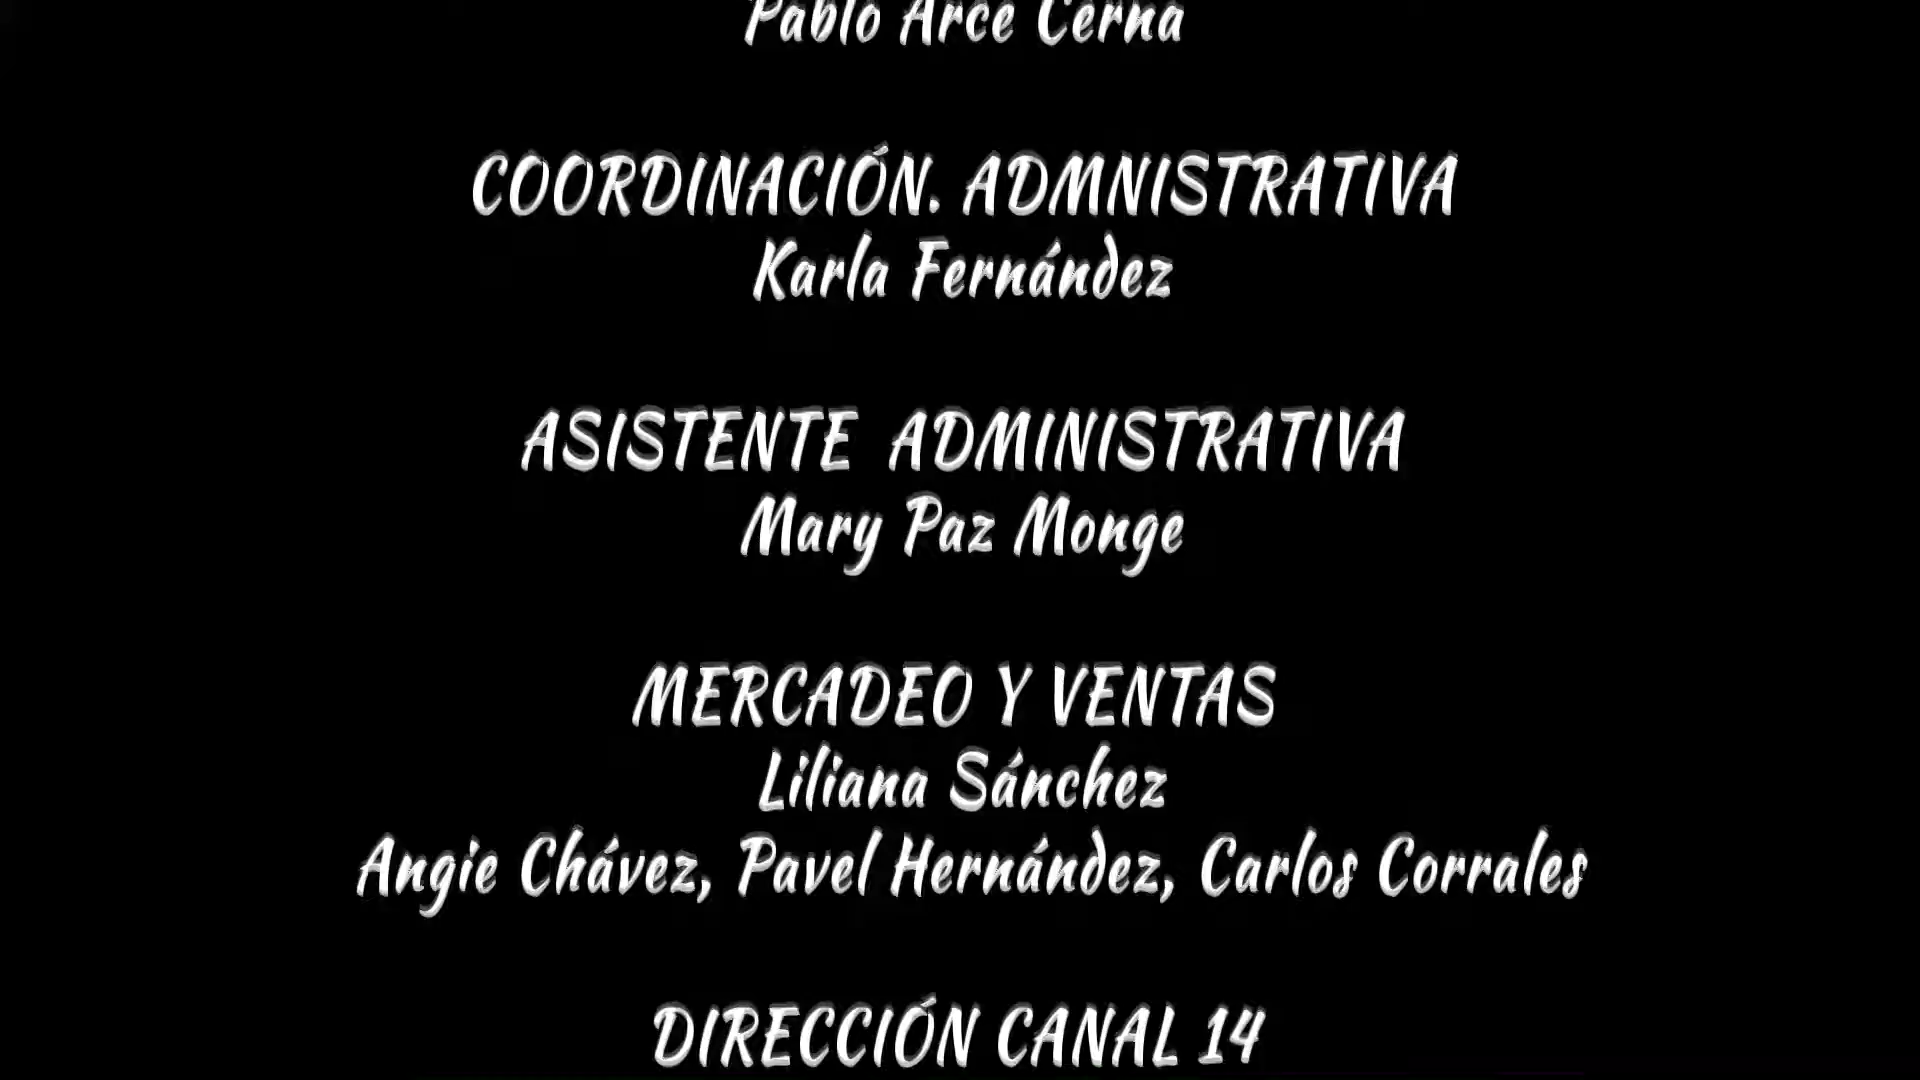 Pablo Arce Cerna
COORDINACIÓN. ADMNISTRATIVA
Karla Fernández
ASISTENTE ADMINISTRATIVA
Mary Paz Monge
MERCADEO Y VENTAS
Liliana Sánchez
Angie Chávez, Pavel Hernández, Carlos Corrales
DIRECCIÓN CANAL 14